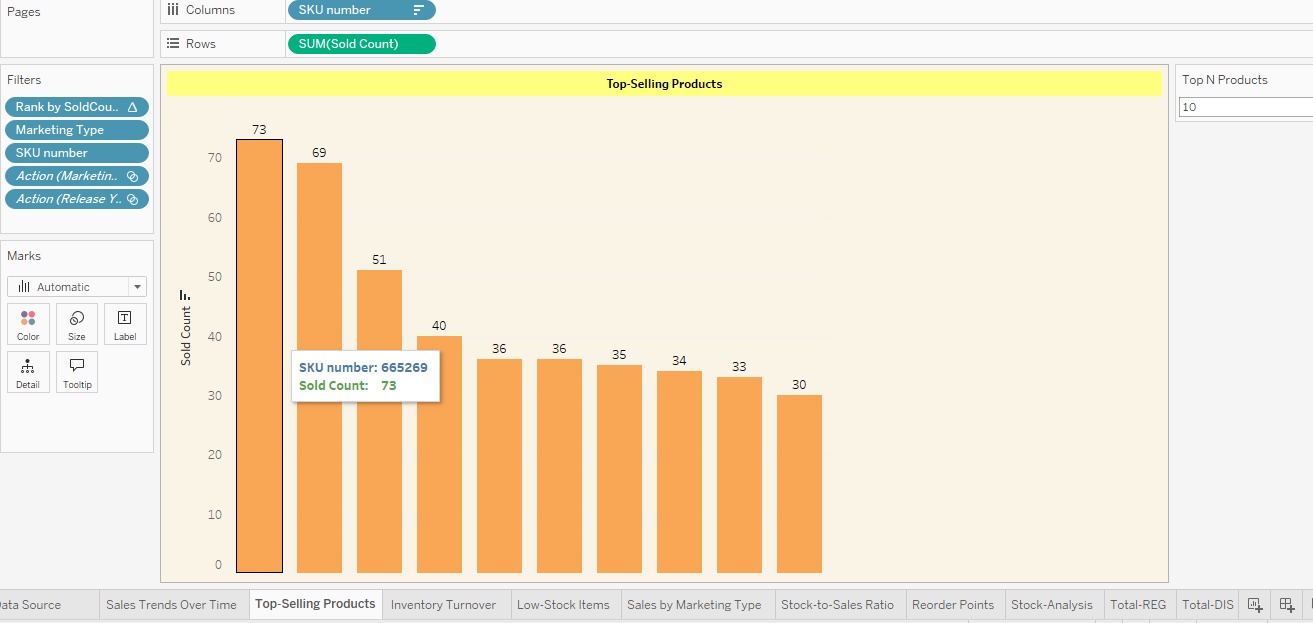 Pages
Columns
SKU number
Rows
SUM(Sold Count)
Filters
Rank by SoldCou..
Marketing Type
SKU number
Action (Marketin..
Action (Release Y..
Marks
Automatic
Color
Size
Label
Detail
Tooltip
Top-Selling Products
Top N Products
10
Sold Count
70
60
50
40
30
20
10
0
73
69
51
40
36
36
35
34
33
30
SKU number: 665269
Sold Count: 73
ata Source
Sales Trends Over Time
Top-Selling Products
Inventory Turnover
Low-Stock Items
Sales by Marketing Type
Stock-to-Sales Ratio
Reorder Points
Stock-Analysis
Total-REG
Total-DIS